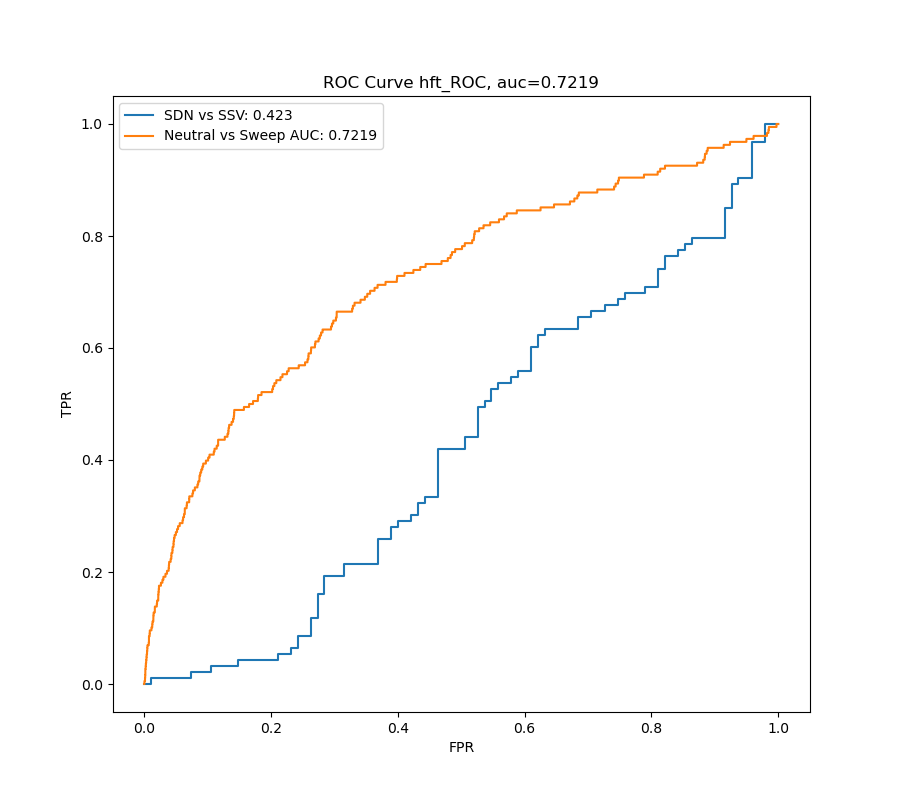 ROC Curve hft_ROC, auc=0.7219
SDN vs SSV: 0.423
Neutral vs Sweep AUC: 0.7219
1.0
0.8
0.6
0.4
0.2
0.0
TPR
0.0 0.2 0.4 0.6 0.8 1.0
FPR